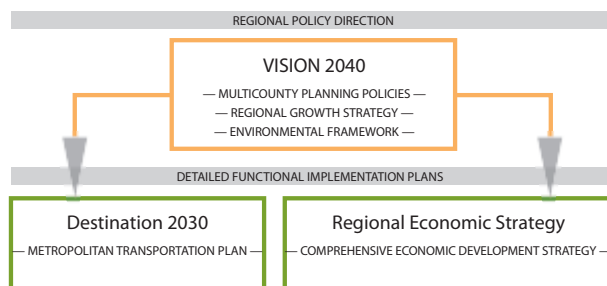 REGIONAL POLICY DIRECTION
VISION 2040
— MULTICOUNTY PLANNING POLICIES —
— REGIONAL GROWTH STRATEGY —
— ENVIRONMENTAL FRAMEWORK —
DETAILED FUNCTIONAL IMPLEMENTATION PLANS
Destination 2030
— METROPOLITAN TRANSPORTATION PLAN —
Regional Economic Strategy
— COMPREHENSIVE ECONOMIC DEVELOPMENT STRATEGY —